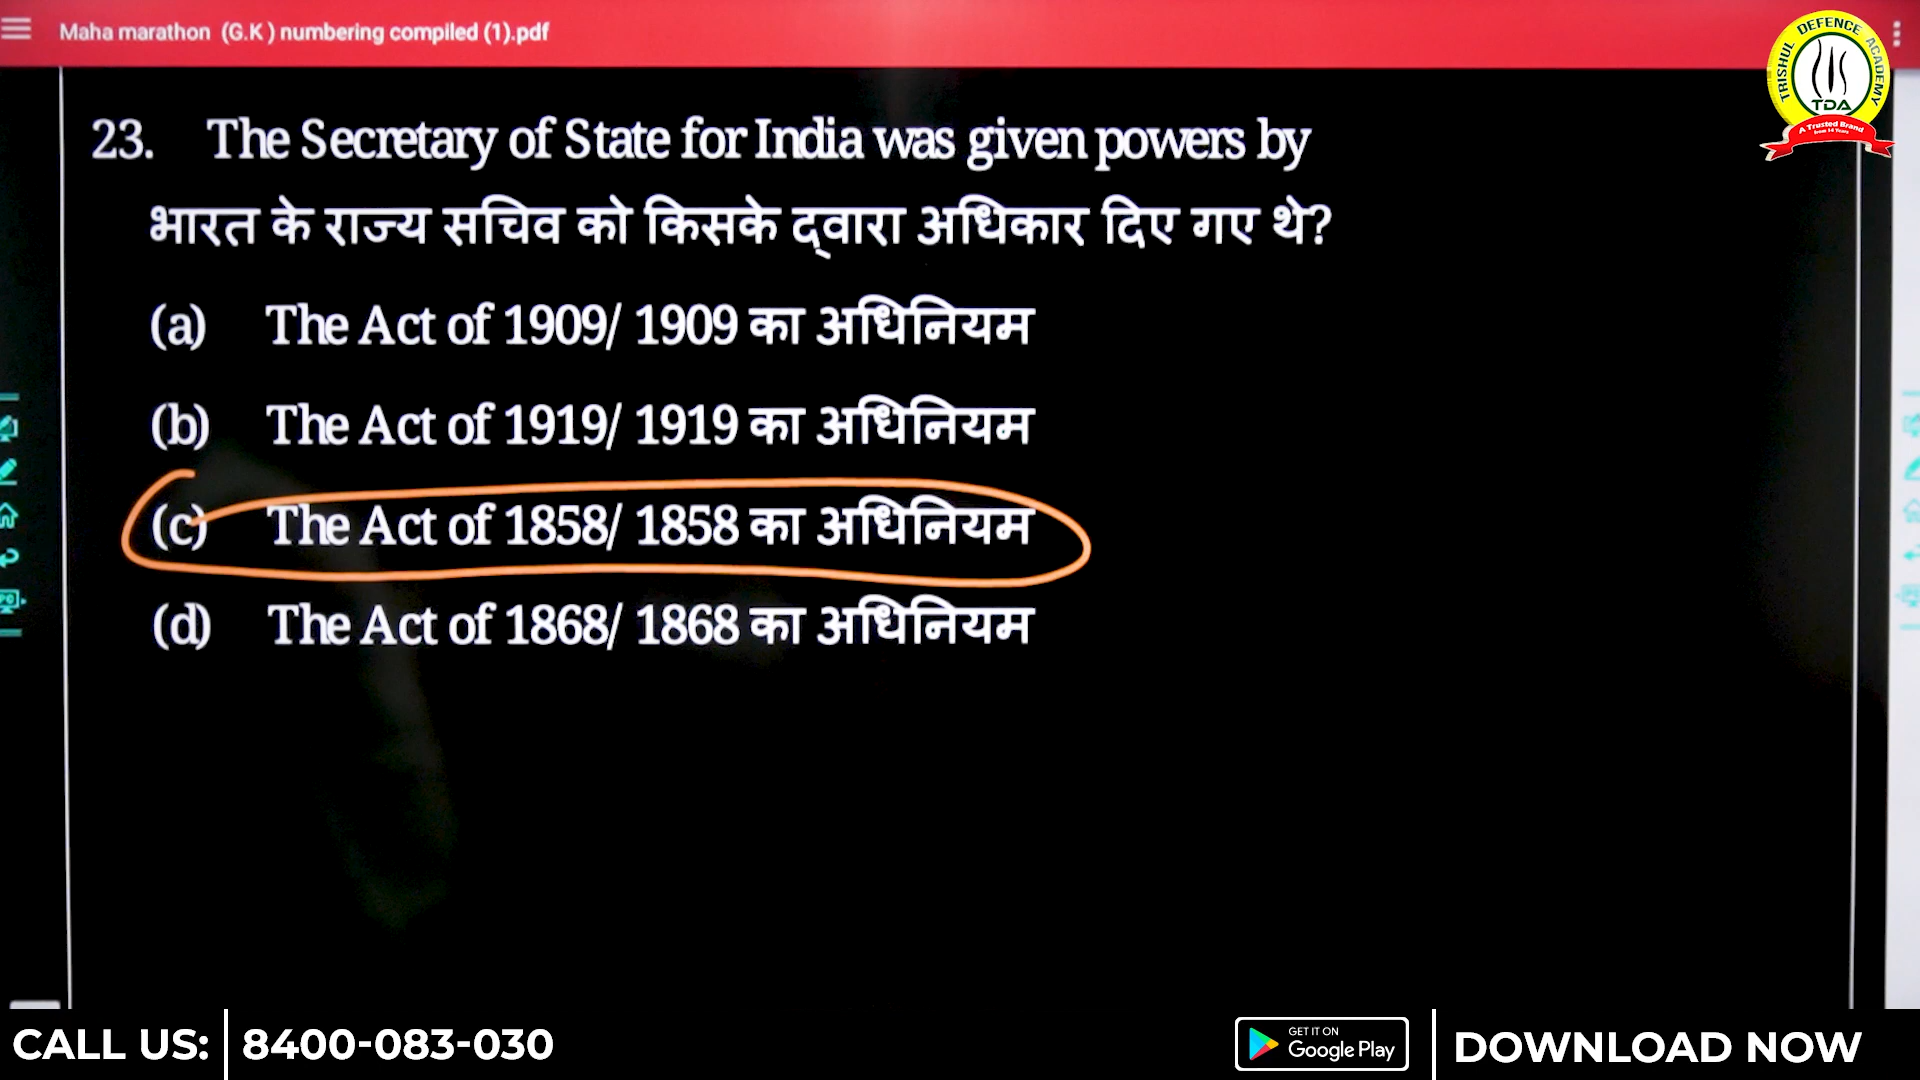 Maha marathon (G.K ) numbering compiled (1).pdf
TRISHUL DEFENCE ACADEMY
TDA
A Trusted Brand
from 14 Years
23. The Secretary of State for India was given powers by
भारत के राज्य सचिव को किसके द्वारा अधिकार दिए गए थे?
(a) The Act of 1909/ 1909 का अधिनियम
(b) The Act of 1919/ 1919 का अधिनियम
(c) The Act of 1858/ 1858 का अधिनियम
(d) The Act of 1868/ 1868 का अधिनियम
CALL US: 8400-083-030
GET IT ON
Google Play
DOWNLOAD NOW